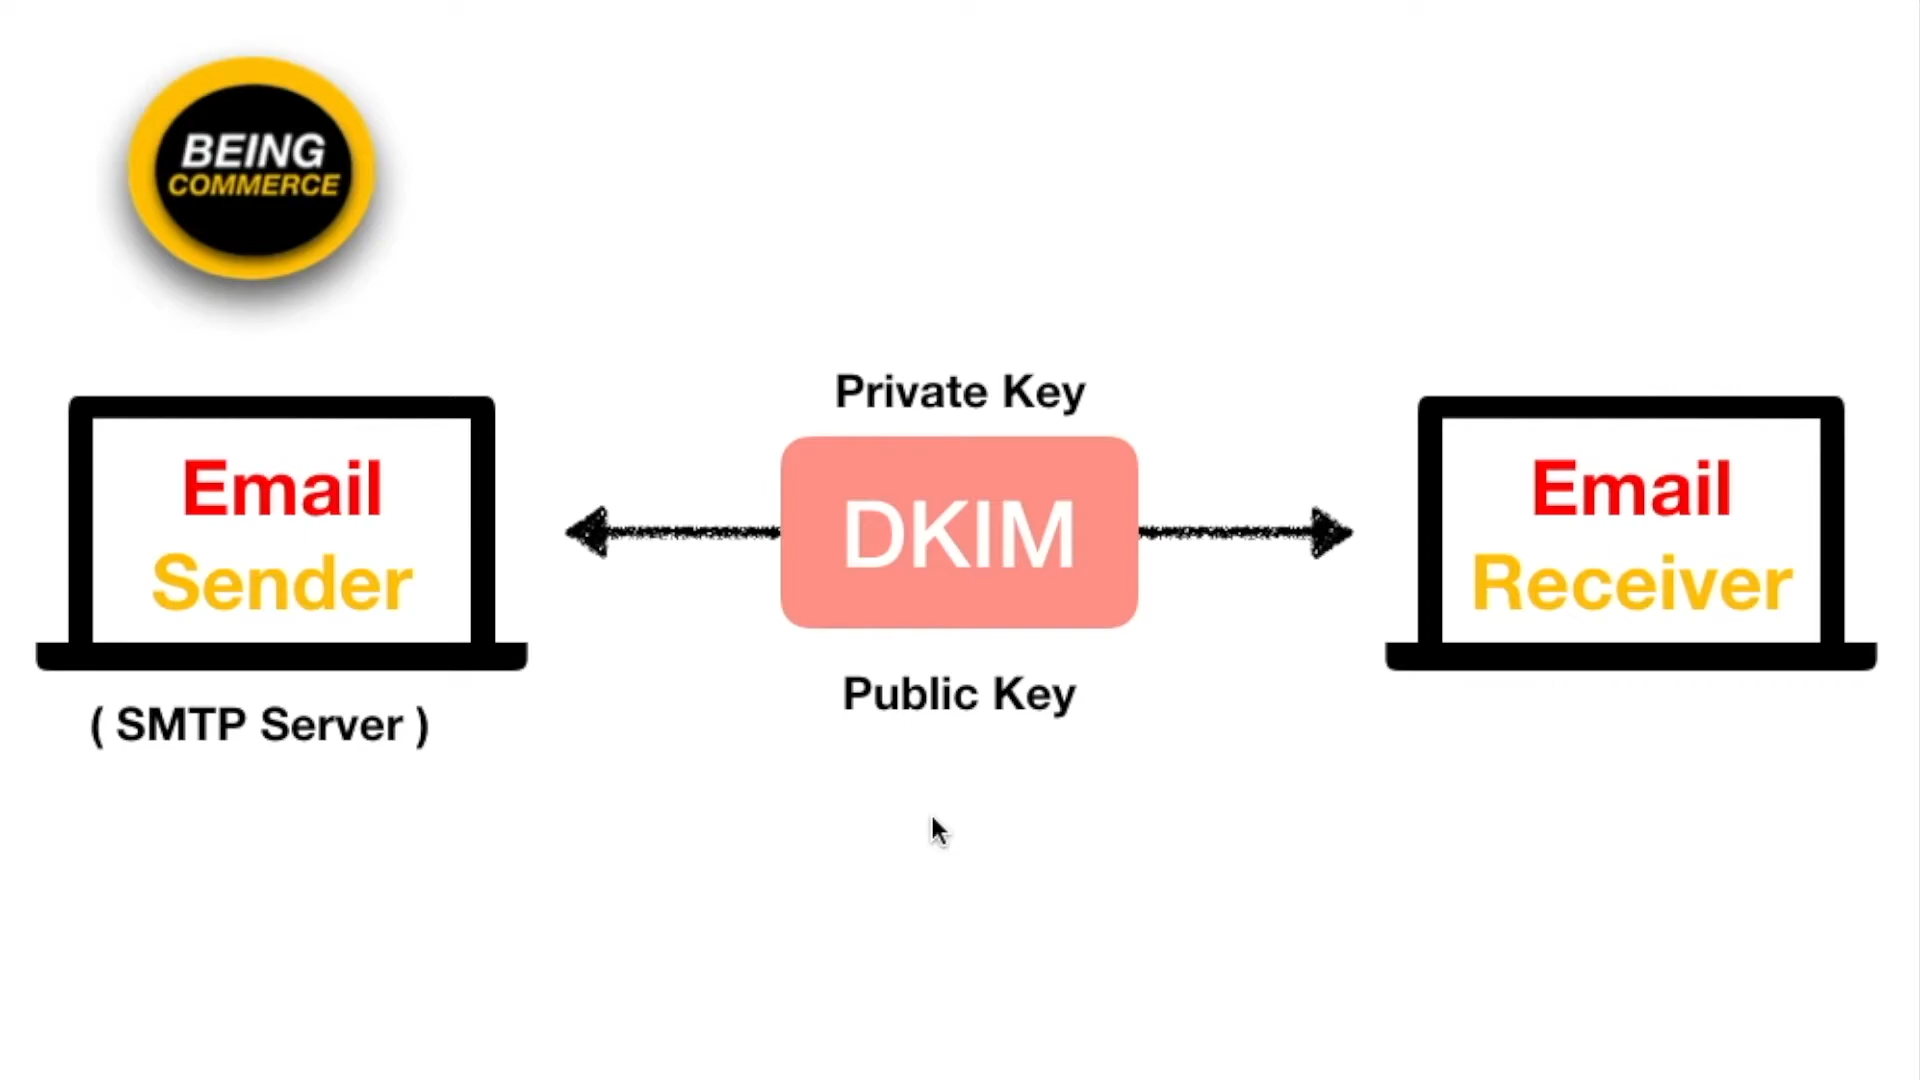 BEING
COMMERCE
Private Key
Email
Sender
DKIM
Email
Receiver
Public Key
( SMTP Server )